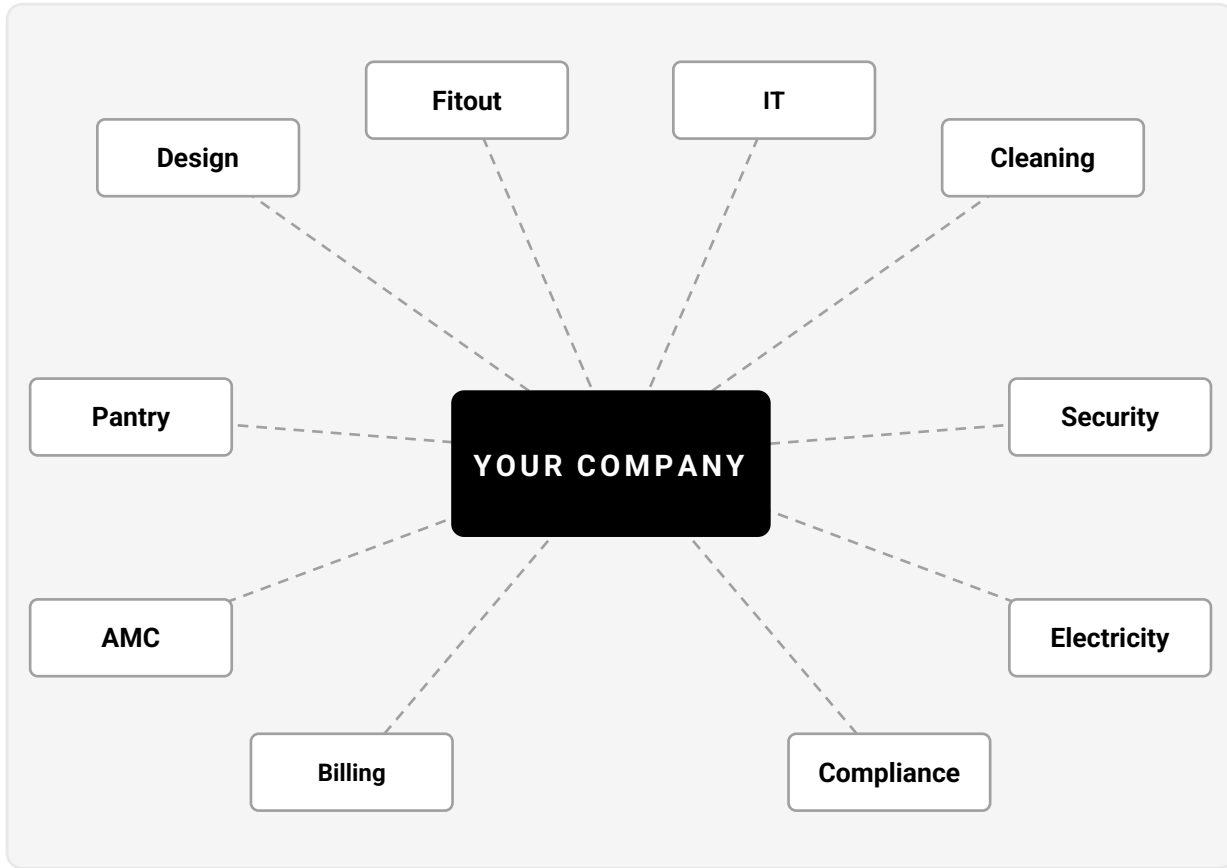 Fitout
IT
Design
Cleaning
Pantry
Security
YOUR COMPANY
AMC
Electricity
Billing
Compliance